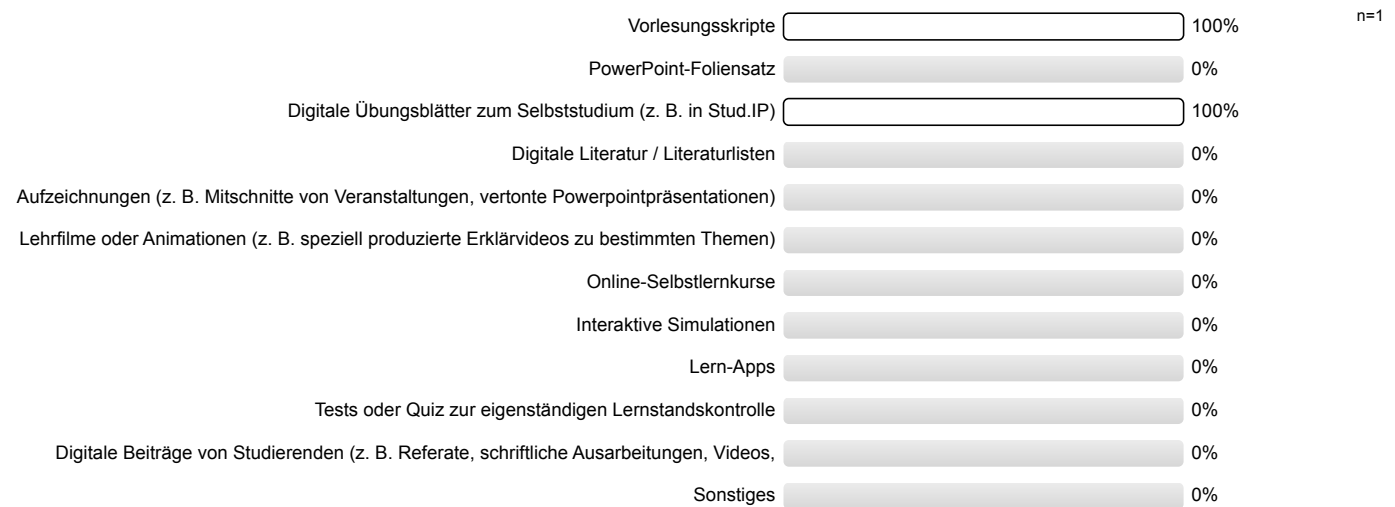 n=1
Vorlesungsskripte 100%
PowerPoint-Foliensatz 0%
Digitale Übungsblätter zum Selbststudium (z. B. in Stud.IP) 100%
Digitale Literatur / Literaturlisten 0%
Aufzeichnungen (z. B. Mitschnitte von Veranstaltungen, vertonte Powerpointpräsentationen) 0%
Lehrfilme oder Animationen (z. B. speziell produzierte Erklärvideos zu bestimmten Themen) 0%
Online-Selbstlernkurse 0%
Interaktive Simulationen 0%
Lern-Apps 0%
Tests oder Quiz zur eigenständigen Lernstandskontrolle 0%
Digitale Beiträge von Studierenden (z. B. Referate, schriftliche Ausarbeitungen, Videos, 0%
Sonstiges 0%